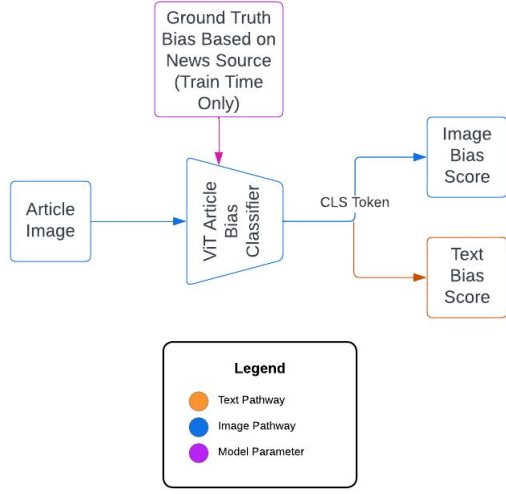 Ground Truth
Bias Based on
News Source
(Train Time
Only)
Article
Image
ViT Article
Bias
Classifier
CLS Token
Image
Bias
Score
Text
Bias
Score
Legend
Text Pathway
Image Pathway
Model Parameter